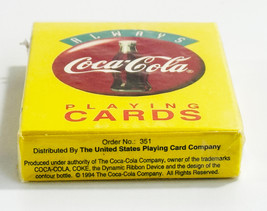 ALWAYS
Coca-Cola
PLAYING
CARDS
Order No.: 351
Distributed By The United States Playing Card Company
Produced under authority of The Coca-Cola Company, owner of the trademarks
COCA-COLA, COKE, the Dynamic Ribbon Device and the design of the
contour bottle. © 1994 The Coca-Cola Company. All Rights Reserved.